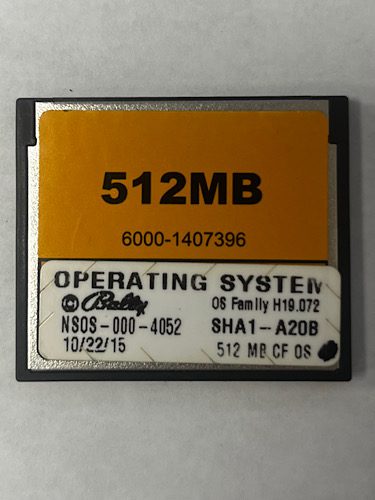 512MB
6000-1407396
OPERATING SYSTEM
© Bally OS Family H19.072
NSOS-000-4052 SHA1-A20B
10/22/15 512 MB CF OS